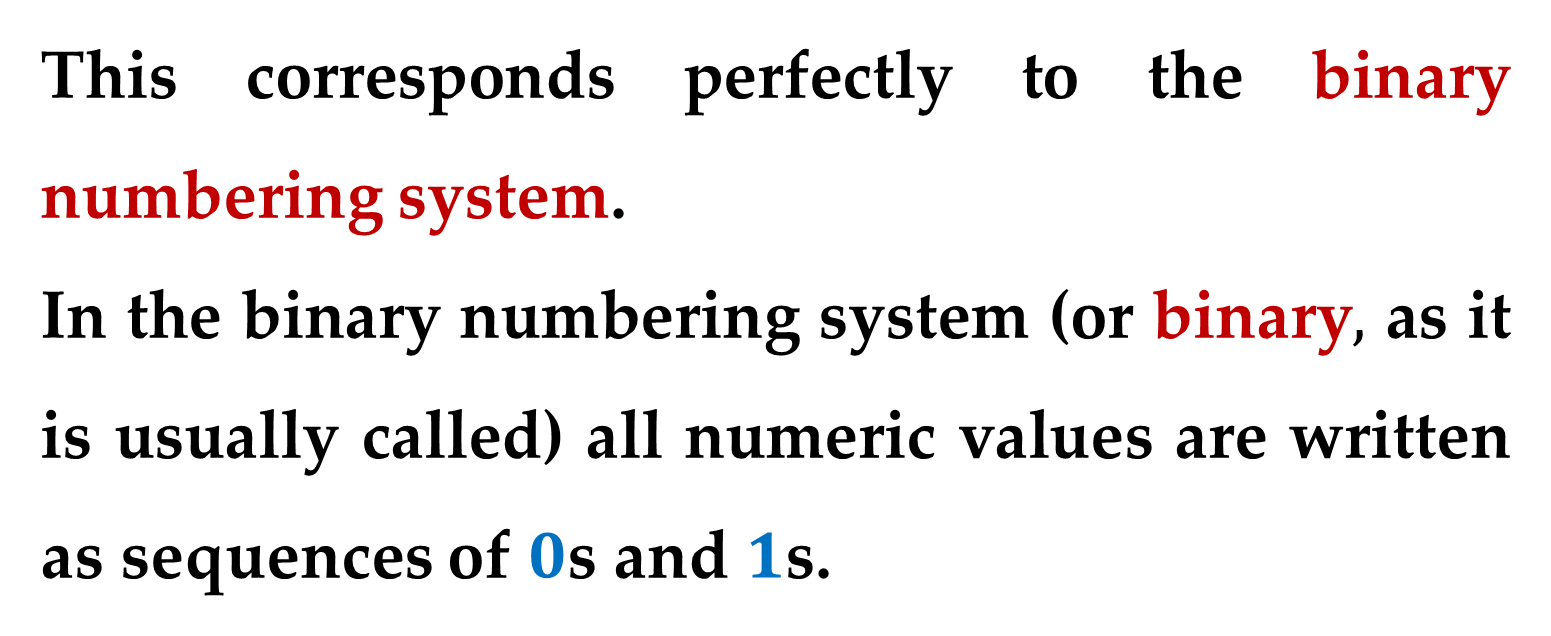 This corresponds perfectly to the binary
numbering system.
In the binary numbering system (or binary, as it
is usually called) all numeric values are written
as sequences of 0s and 1s.